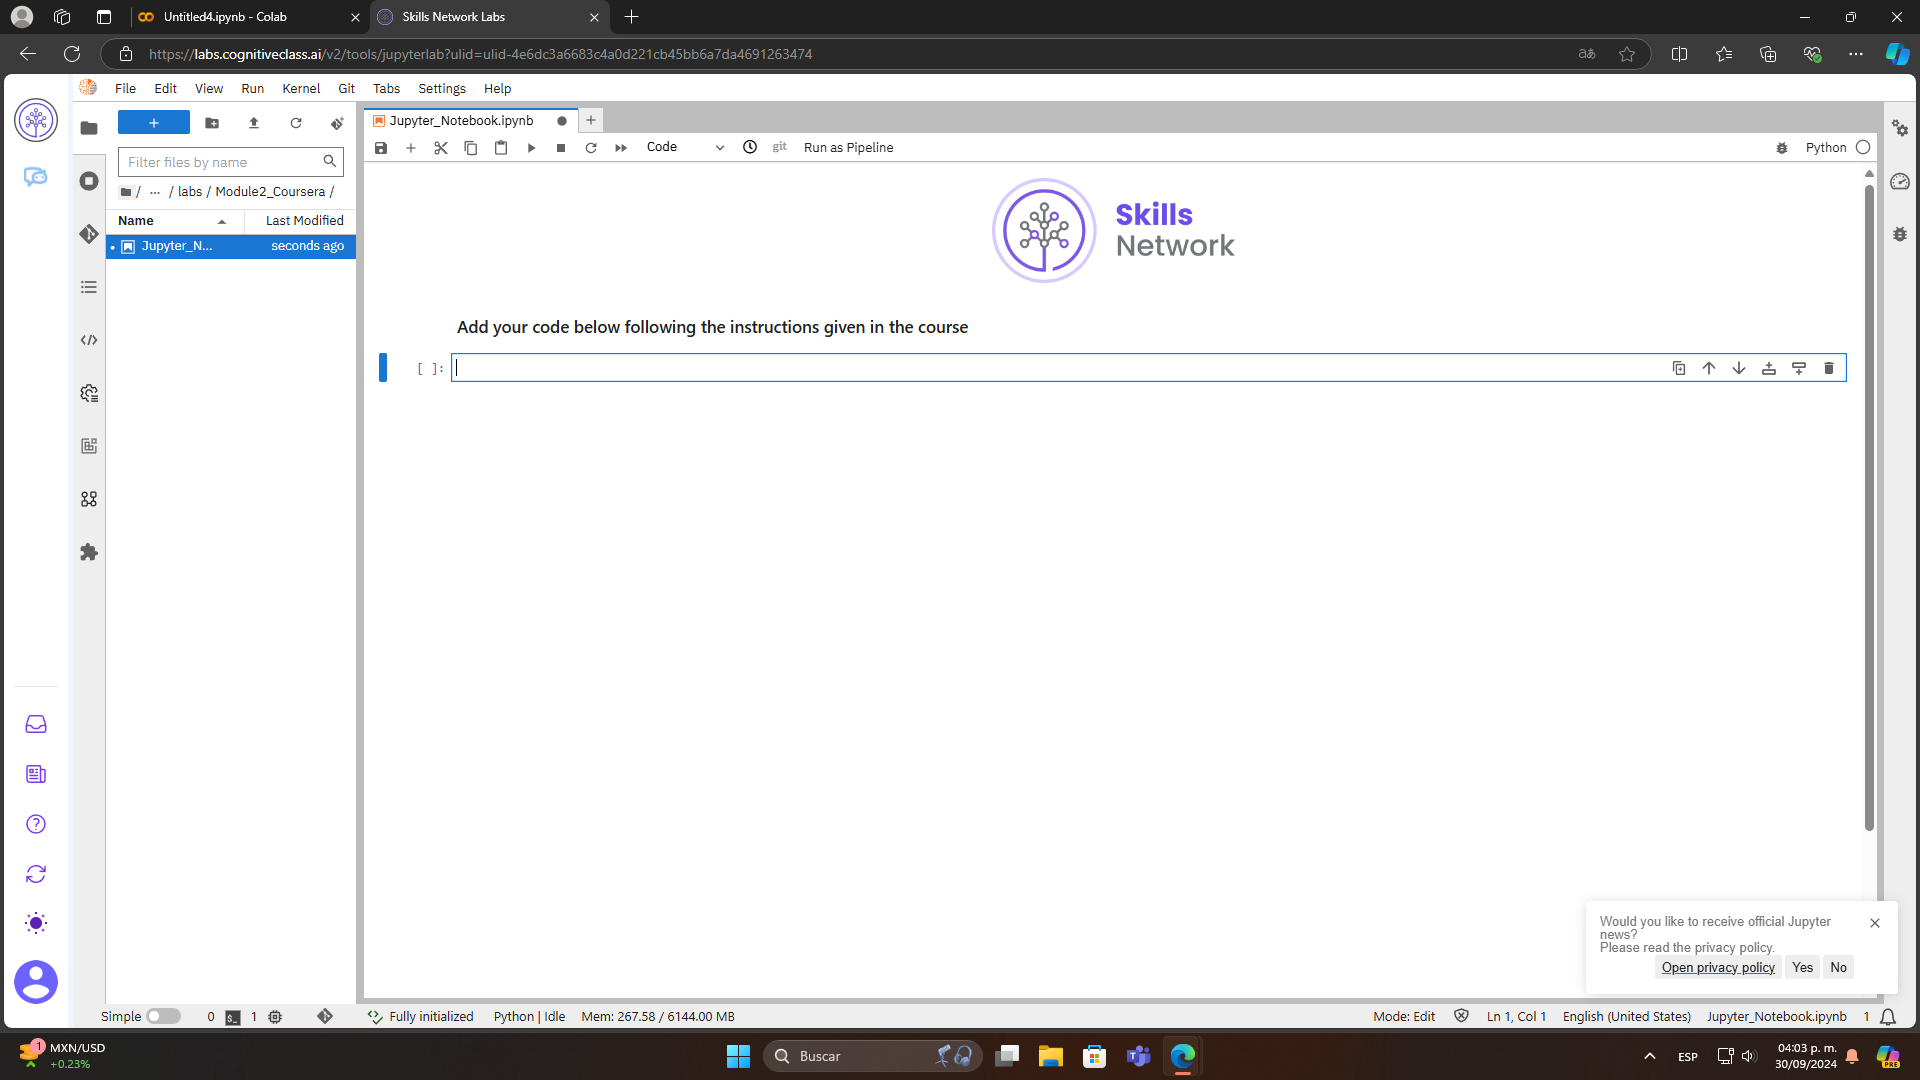 Untitled4.ipynb - Colab
Skills Network Labs
https://labs.cognitiveclass.ai/v2/tools/jupyterlab?ulid=ulid-4e6dc3a6683c4a0d221cb45bb6a7da4691263474
File Edit View Run Kernel Git Tabs Settings Help
Filter files by name
/ ... / labs / Module2_Coursera /
Name Last Modified
Jupyter_N... seconds ago
Jupyter_Notebook.ipynb
Code git Run as Pipeline Python
Skills
Network
Add your code below following the instructions given in the course
[ ]:
Would you like to receive official Jupyter
news?
Please read the privacy policy.
Open privacy policy Yes No
Simple 0 1 Fully initialized Python | Idle Mem: 267.58 / 6144.00 MB Mode: Edit Ln 1, Col 1 English (United States) Jupyter_Notebook.ipynb 1
1 MXN/USD
+0.23%
Buscar
ESP
04:03 p. m.
30/09/2024
PRE